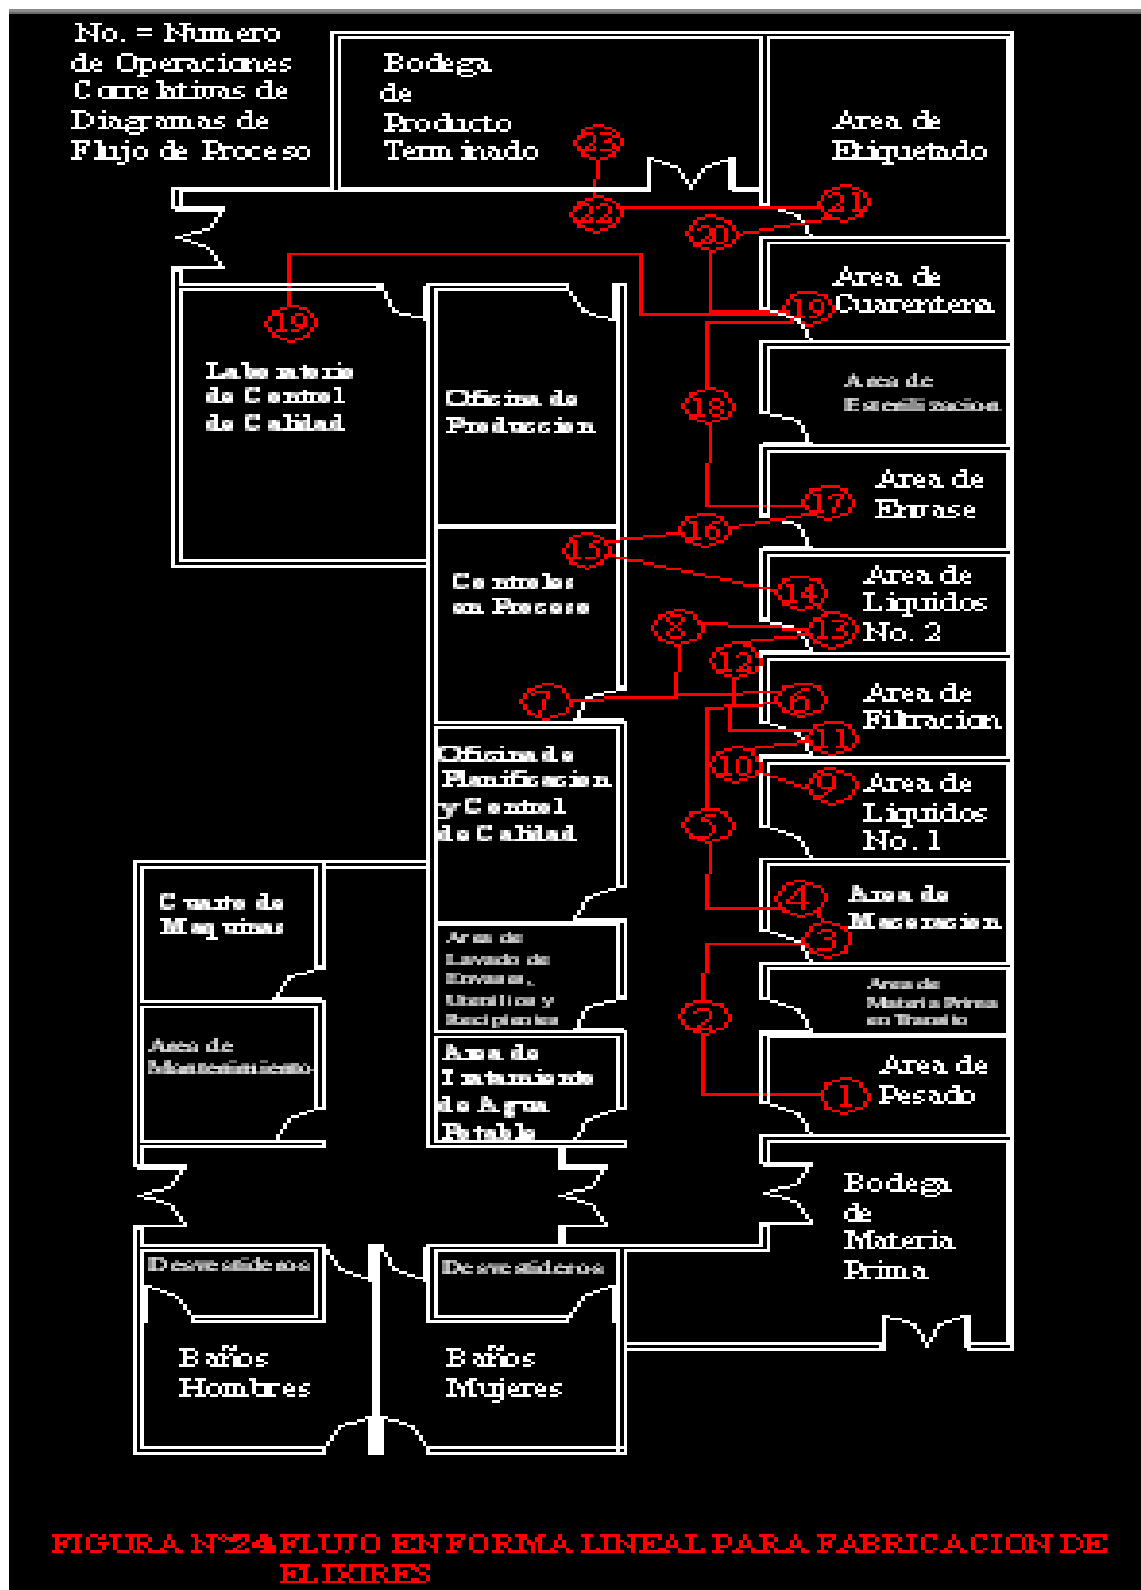 No. = Numero
de Operaciones
Correlativas de
Diagramas de
Flujo de Proceso
Bodega
de
Producto
Terminado
23
Area de
Etiquetado
21
22
20
Area de
Cuarentena
19
19
Laboratorio
de Control
de Calidad
Oficina de
Produccion
Area de
Esterilizacion
18
Area de
Envase
17
16
15
Controles
en Proceso
Area de
Liquidos
No. 2
14
13
8
12
7
Area de
Filtracion
6
11
10
Oficina de
Planificacion
y Control
de Calidad
9
Area de
Liquidos
No. 1
5
Cuarto de
Maquinas
4
Area de
Maceracion
3
Area de
Lavado de
Envases,
Utensilios y
Recipientes
2
Area de
Materia Prima
en Transito
Area de
Mantenimiento
Area de
Tratamiento
de Agua
Potable
1
Area de
Pesado
Bodega
de
Materia
Prima
Desvestideros
Desvestideros
Baños
Hombres
Baños
Mujeres
FIGURA N°24 FLUJO EN FORMA LINEAL PARA FABRICACION DE
ELIXIRES